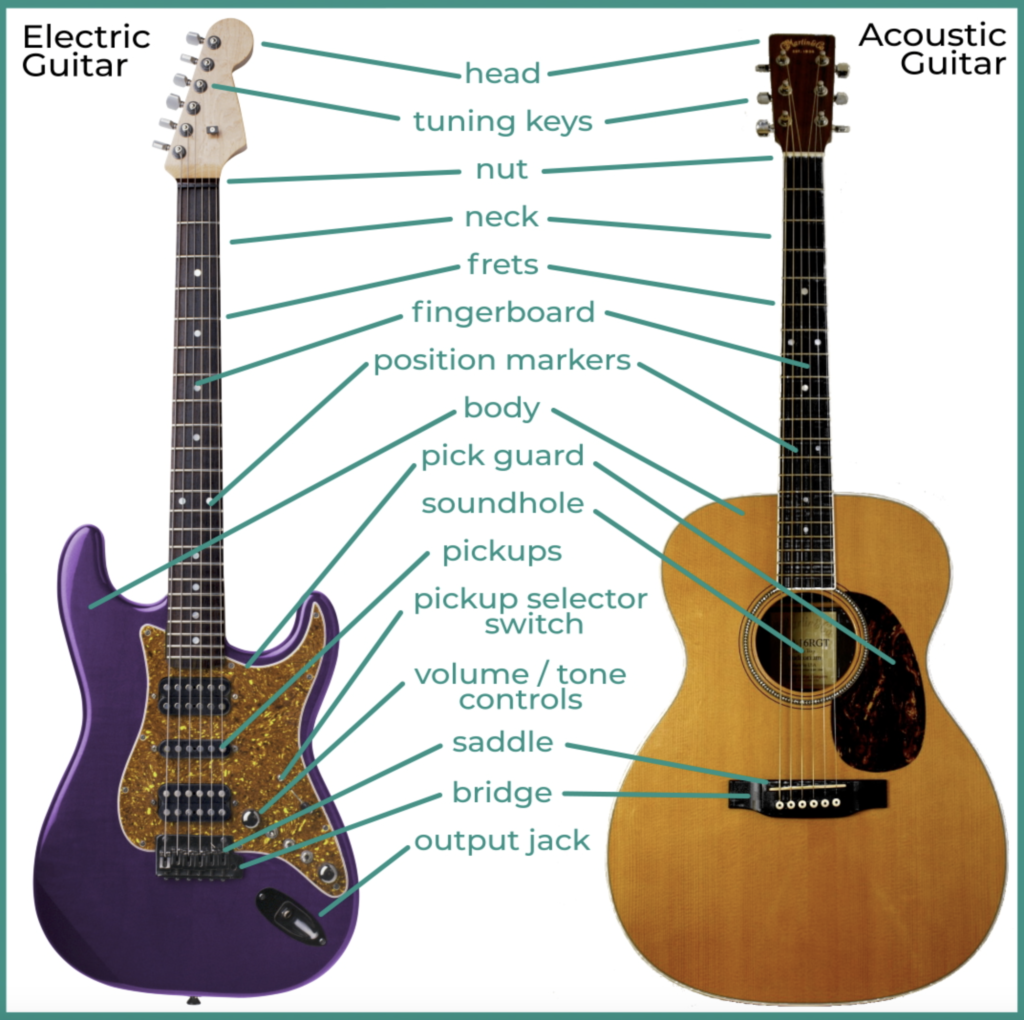 Electric
Guitar
Acoustic
Guitar
head
tuning keys
nut
neck
frets
fingerboard
position markers
body
pick guard
soundhole
pickups
pickup selector
switch
volume / tone
controls
saddle
bridge
output jack
16RGT